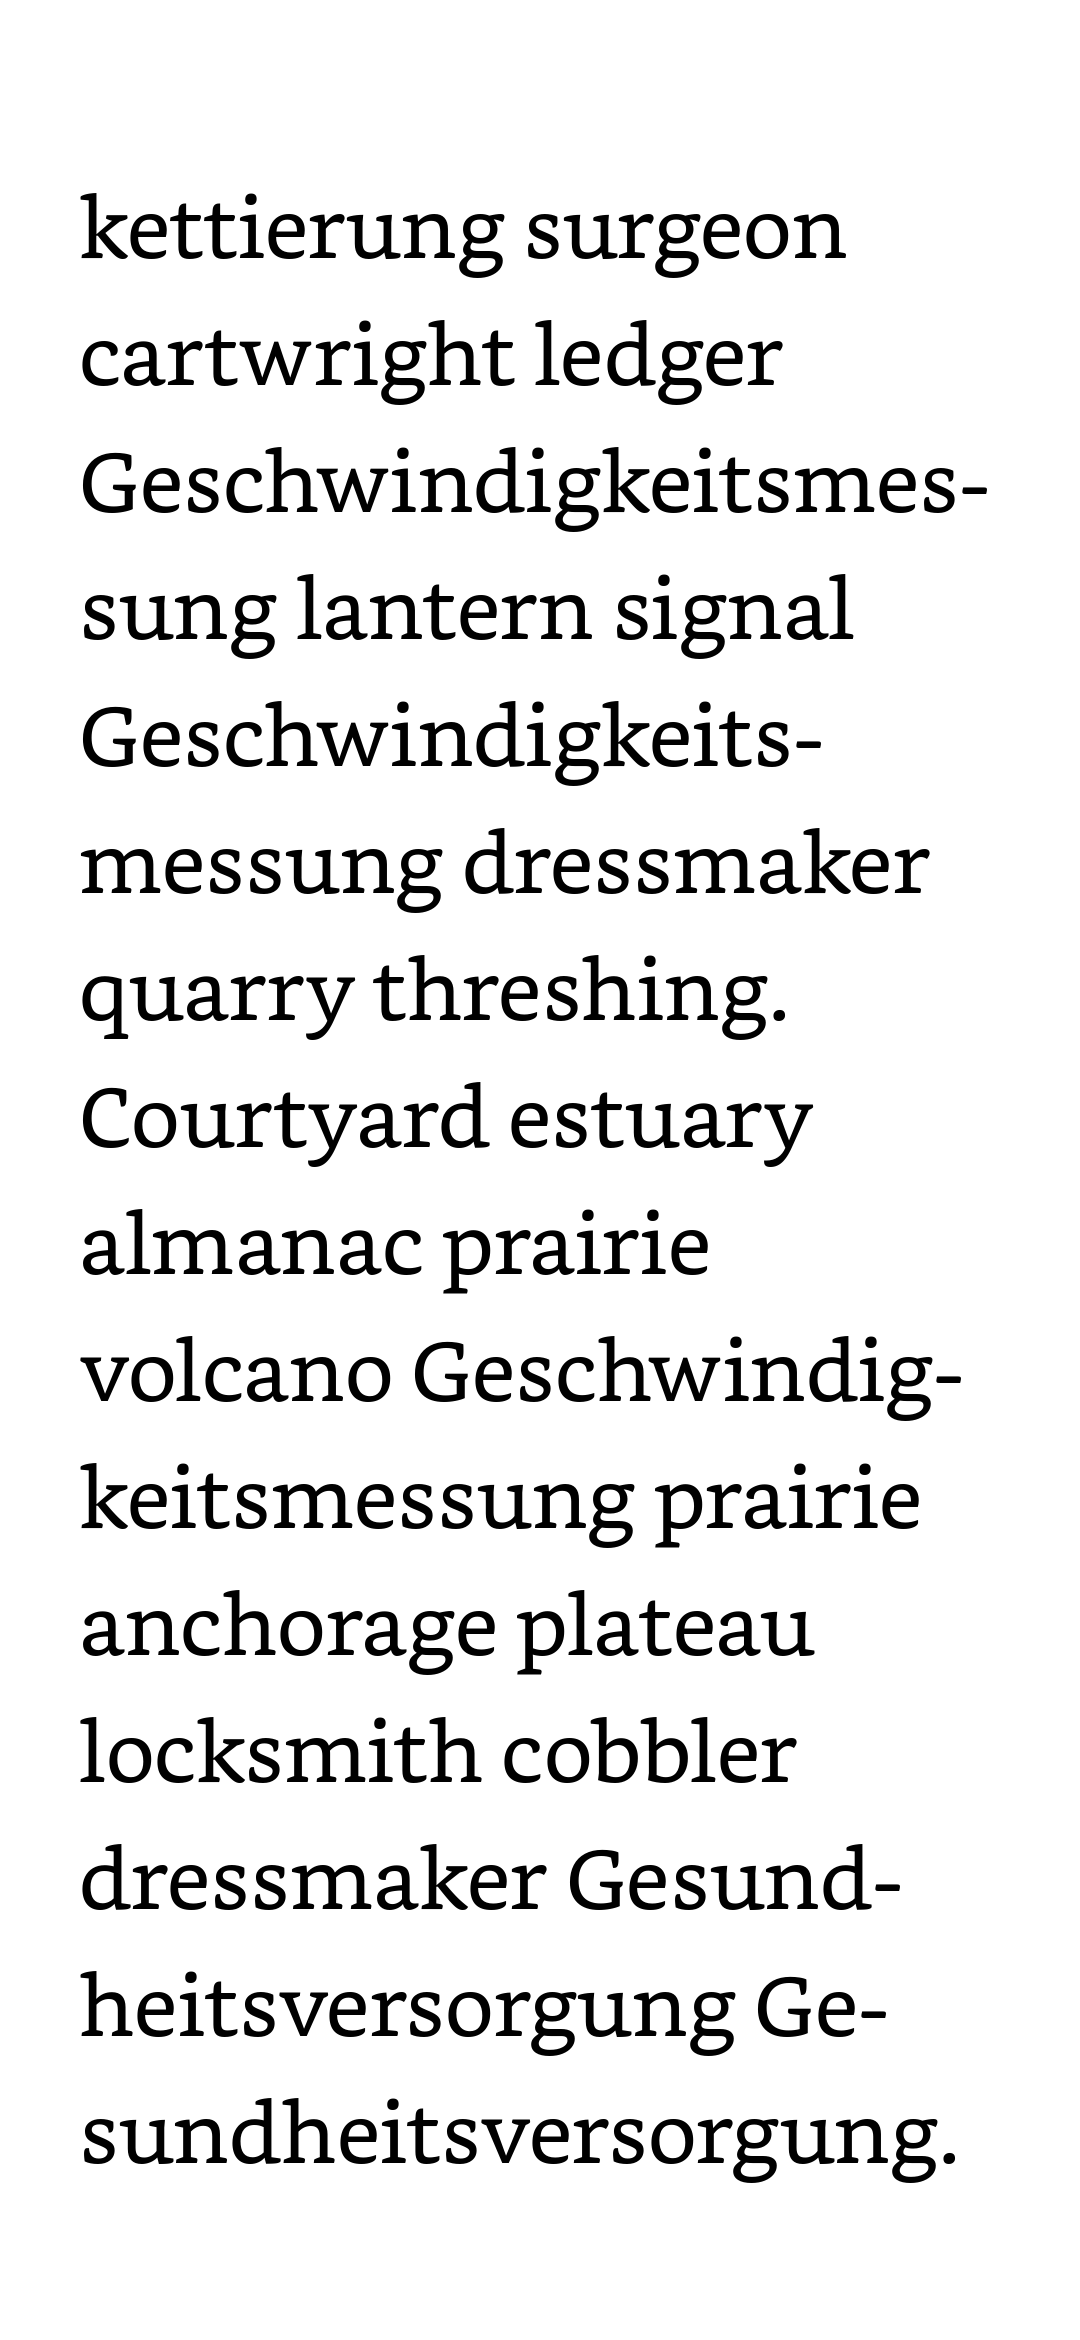 kettierung surgeon
cartwright ledger
Geschwindigkeitsmes-
sung lantern signal
Geschwindigkeits-
messung dressmaker
quarry threshing.
Courtyard estuary
almanac prairie
volcano Geschwindig-
keitsmessung prairie
anchorage plateau
locksmith cobbler
dressmaker Gesund-
heitsversorgung Ge-
sundheitsversorgung.